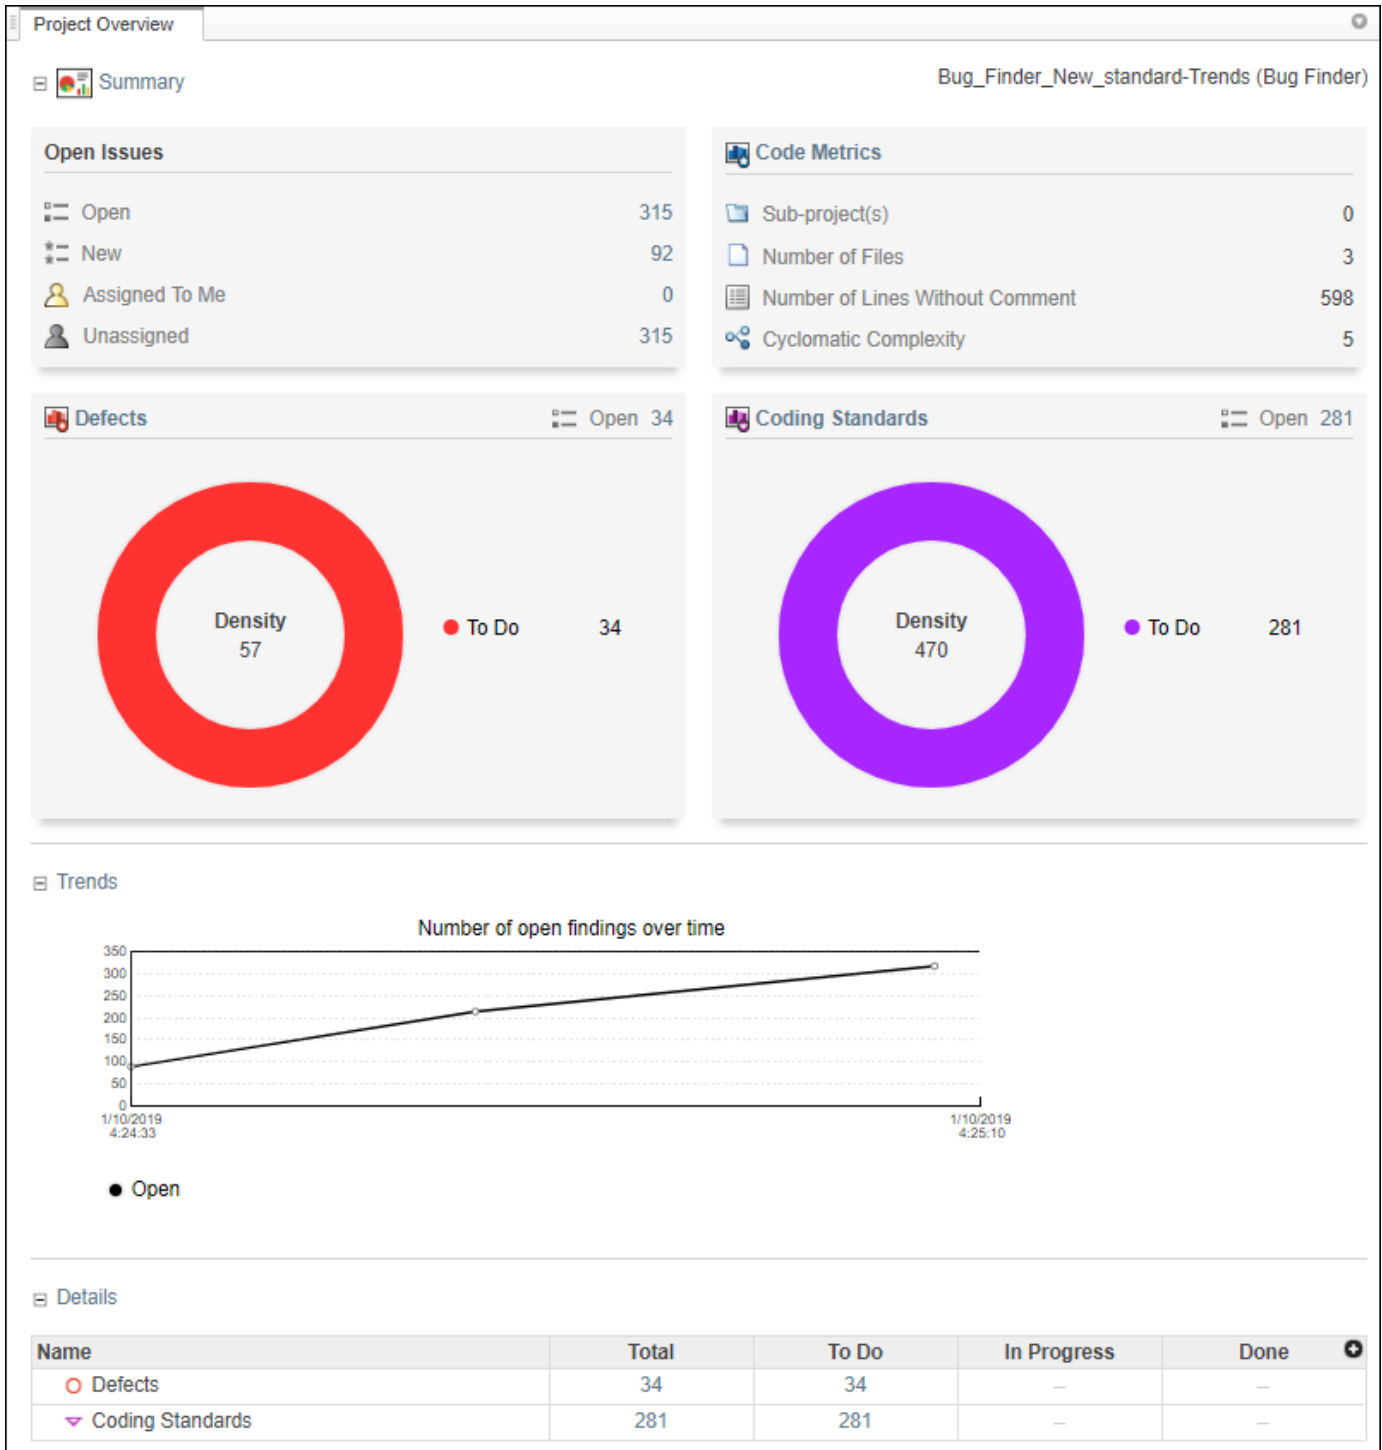 Project Overview
Summary
Bug_Finder_New_standard-Trends (Bug Finder)
Open Issues
Open 315
New 92
Assigned To Me 0
Unassigned 315
Code Metrics
Sub-project(s) 0
Number of Files 3
Number of Lines Without Comment 598
Cyclomatic Complexity 5
Defects Open 34
Density
57
To Do 34
Coding Standards Open 281
Density
470
To Do 281
Trends
Number of open findings over time
350
300
250
200
150
100
50
0
1/10/2019
4:24:33
1/10/2019
4:25:10
Open
Details
Name Total To Do In Progress Done
Defects 34 34 – –
Coding Standards 281 281 – –